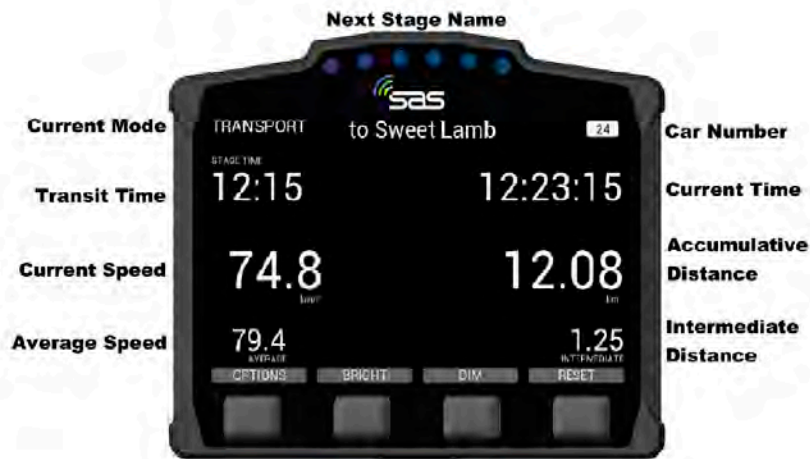 Next Stage Name
sas
Current Mode
TRANSPORT
to Sweet Lamb
24
Car Number
STAGE TIME
Transit Time
12:15
12:23:15
Current Time
Current Speed
74.8
km/h
12.08
km
Accumulative
Distance
Average Speed
79.4
AVERAGE
1.25
INTERMEDIATE
Intermediate
Distance
OPTIONS
BRIGHT
DIM
RESET